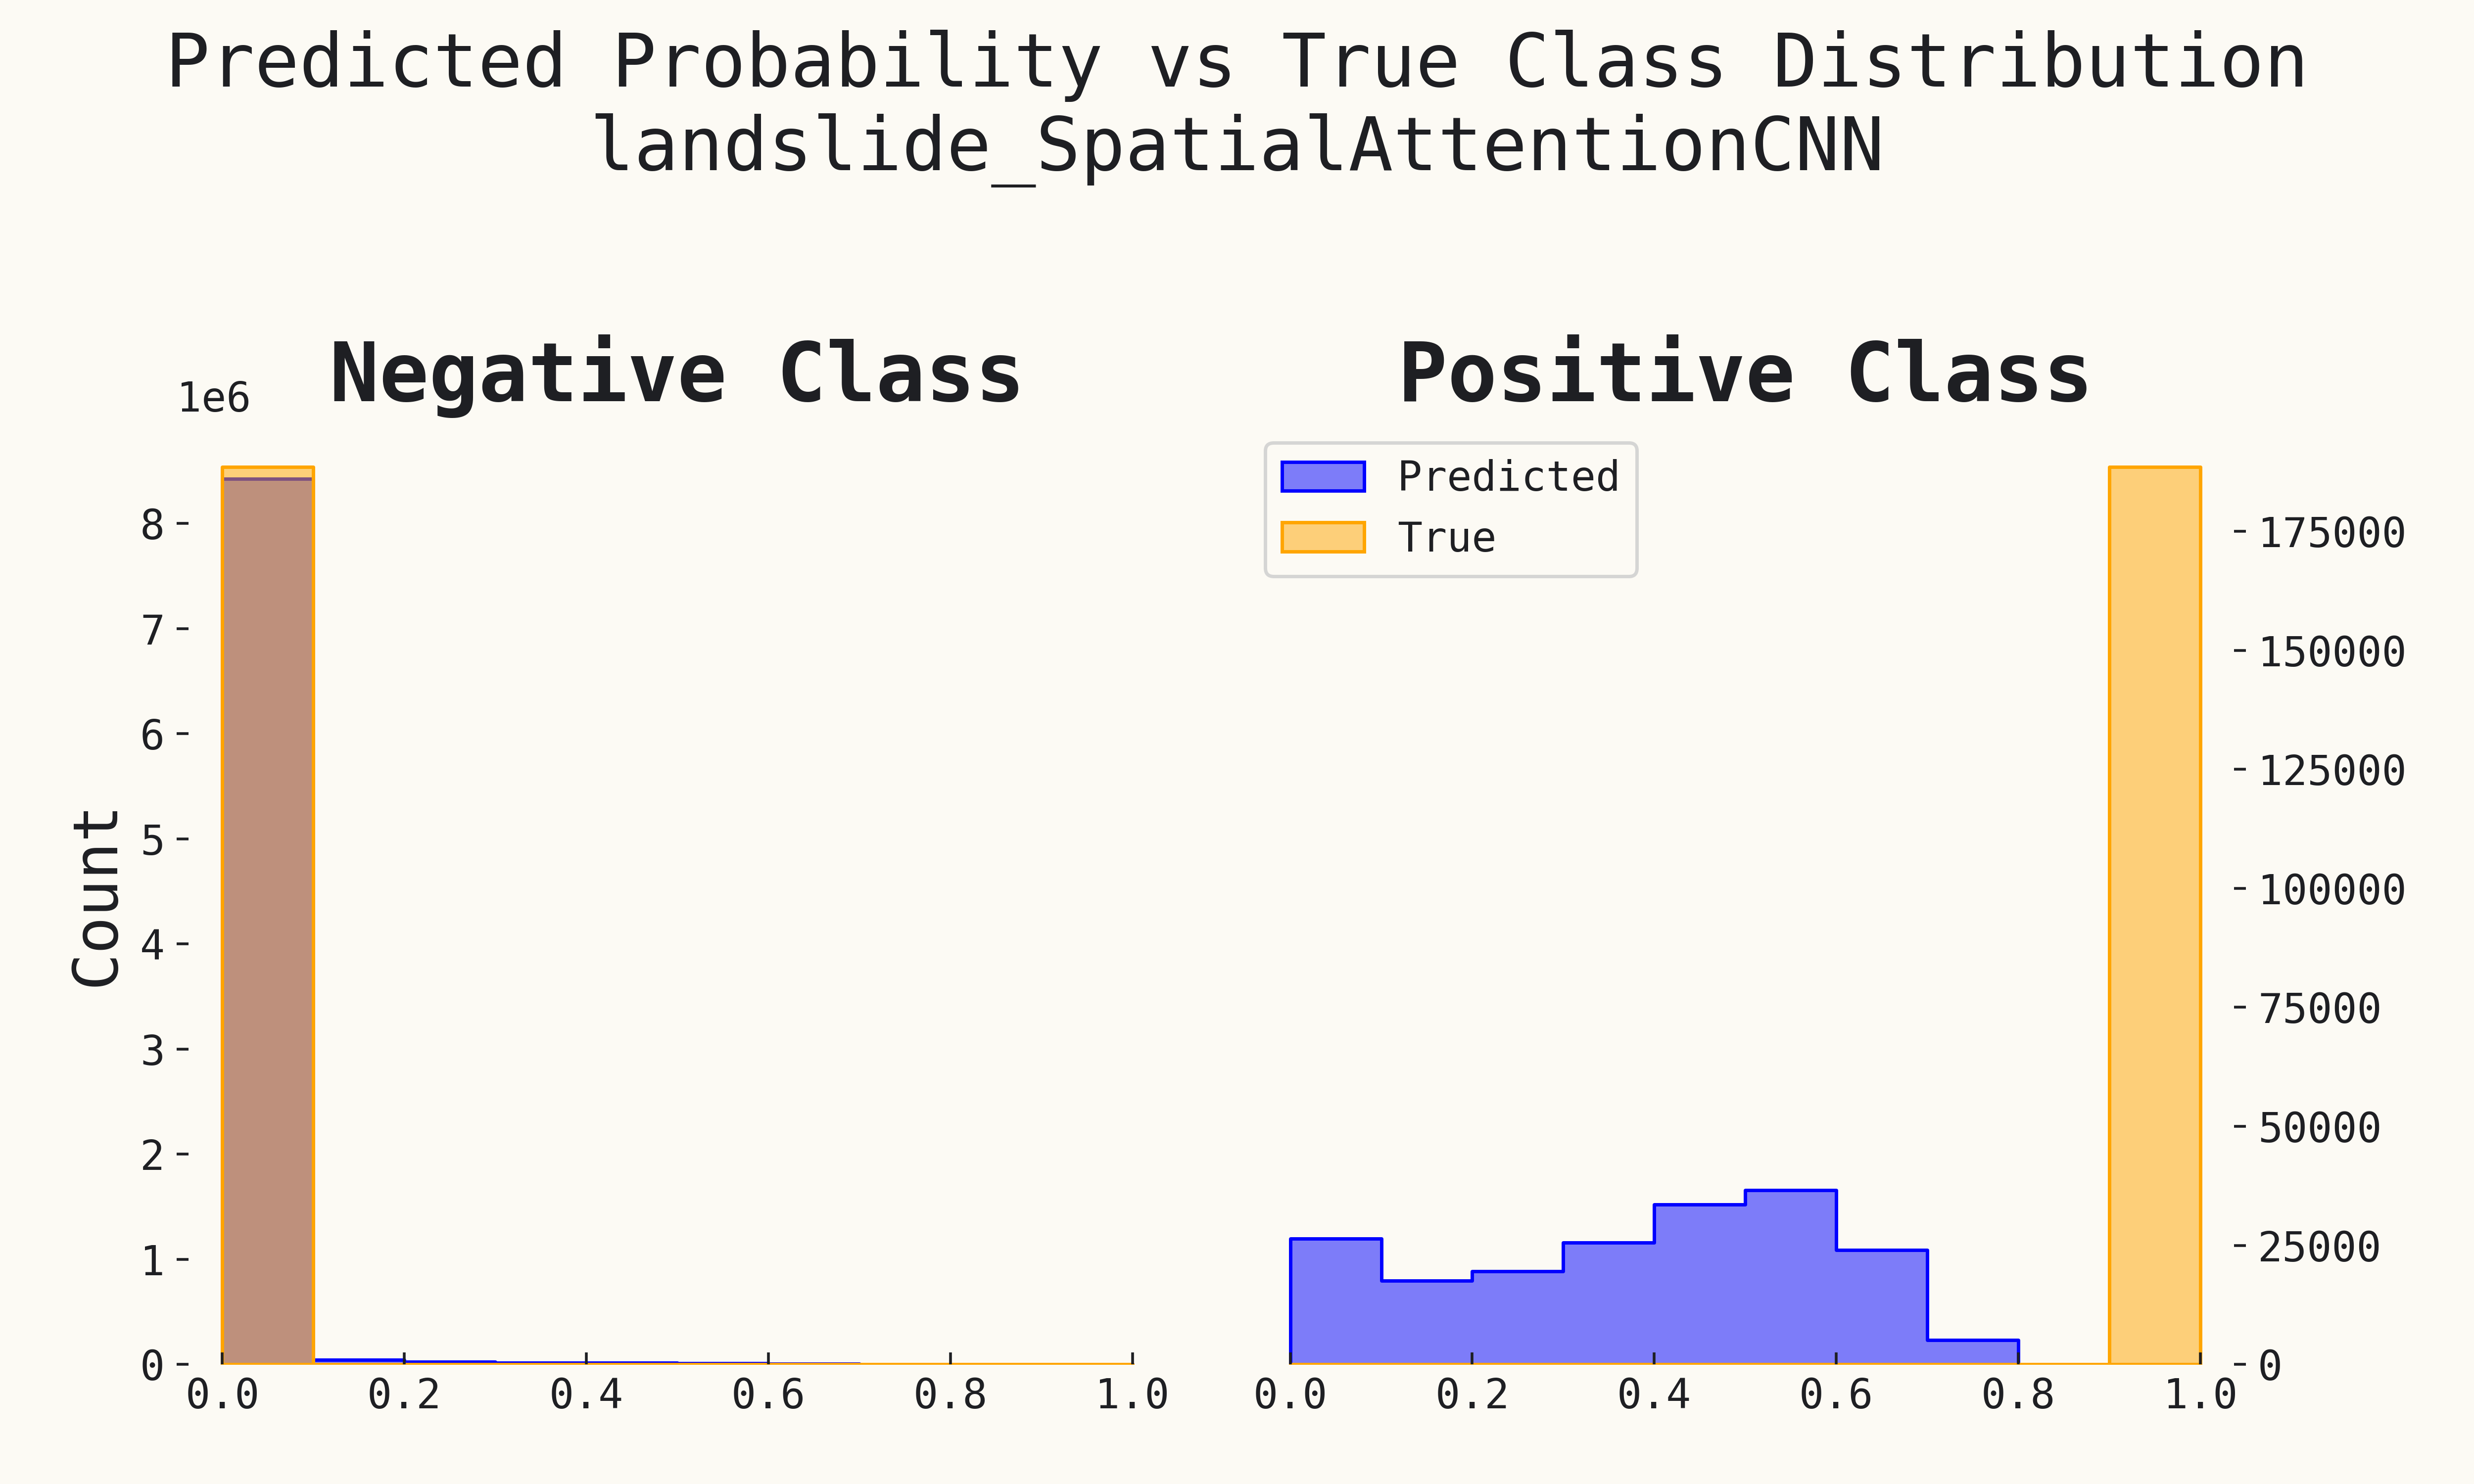 Predicted Probability vs True Class Distribution
landslide_SpatialAttentionCNN
Negative Class
Positive Class
1e6
Predicted
True
8
7
6
5
4
3
2
1
0
Count
175000
150000
125000
100000
75000
50000
25000
0
0.0 0.2 0.4 0.6 0.8 1.0
0.0 0.2 0.4 0.6 0.8 1.0